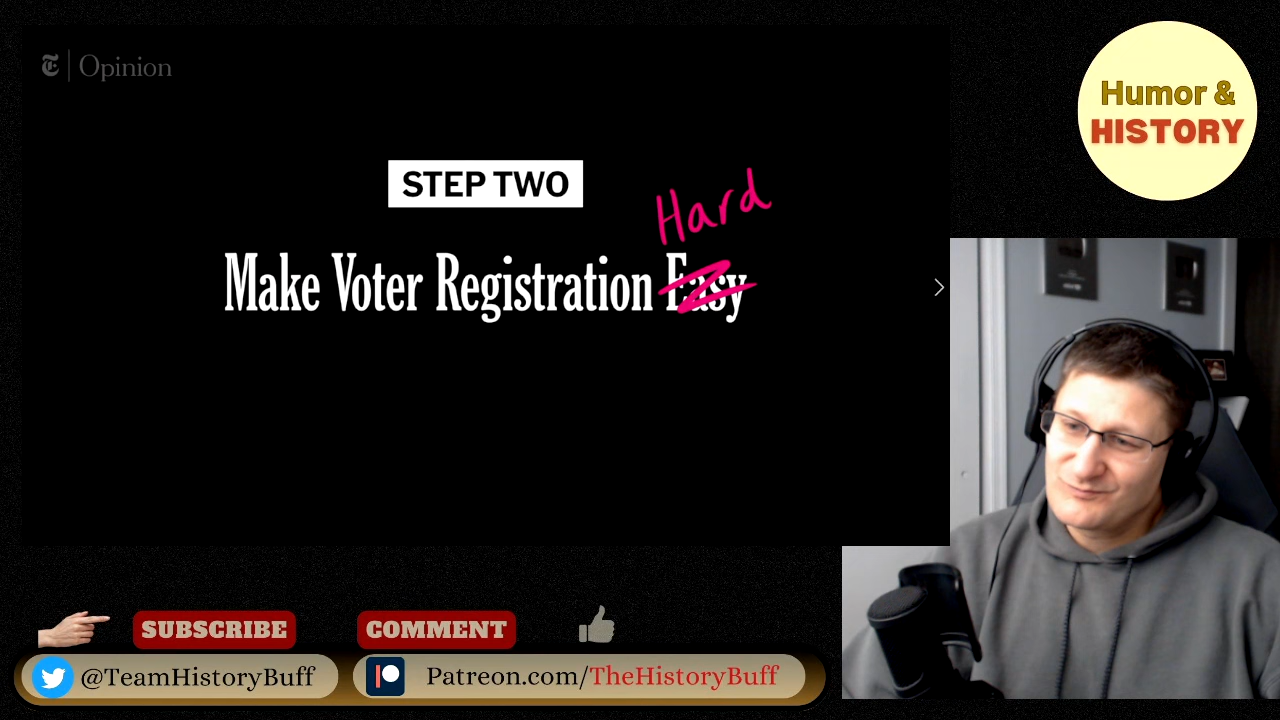 Opinion
STEP TWO
Hard
Make Voter Registration Easy
Humor &
HISTORY
SUBSCRIBE
COMMENT
@TeamHistoryBuff
Patreon.com/TheHistoryBuff